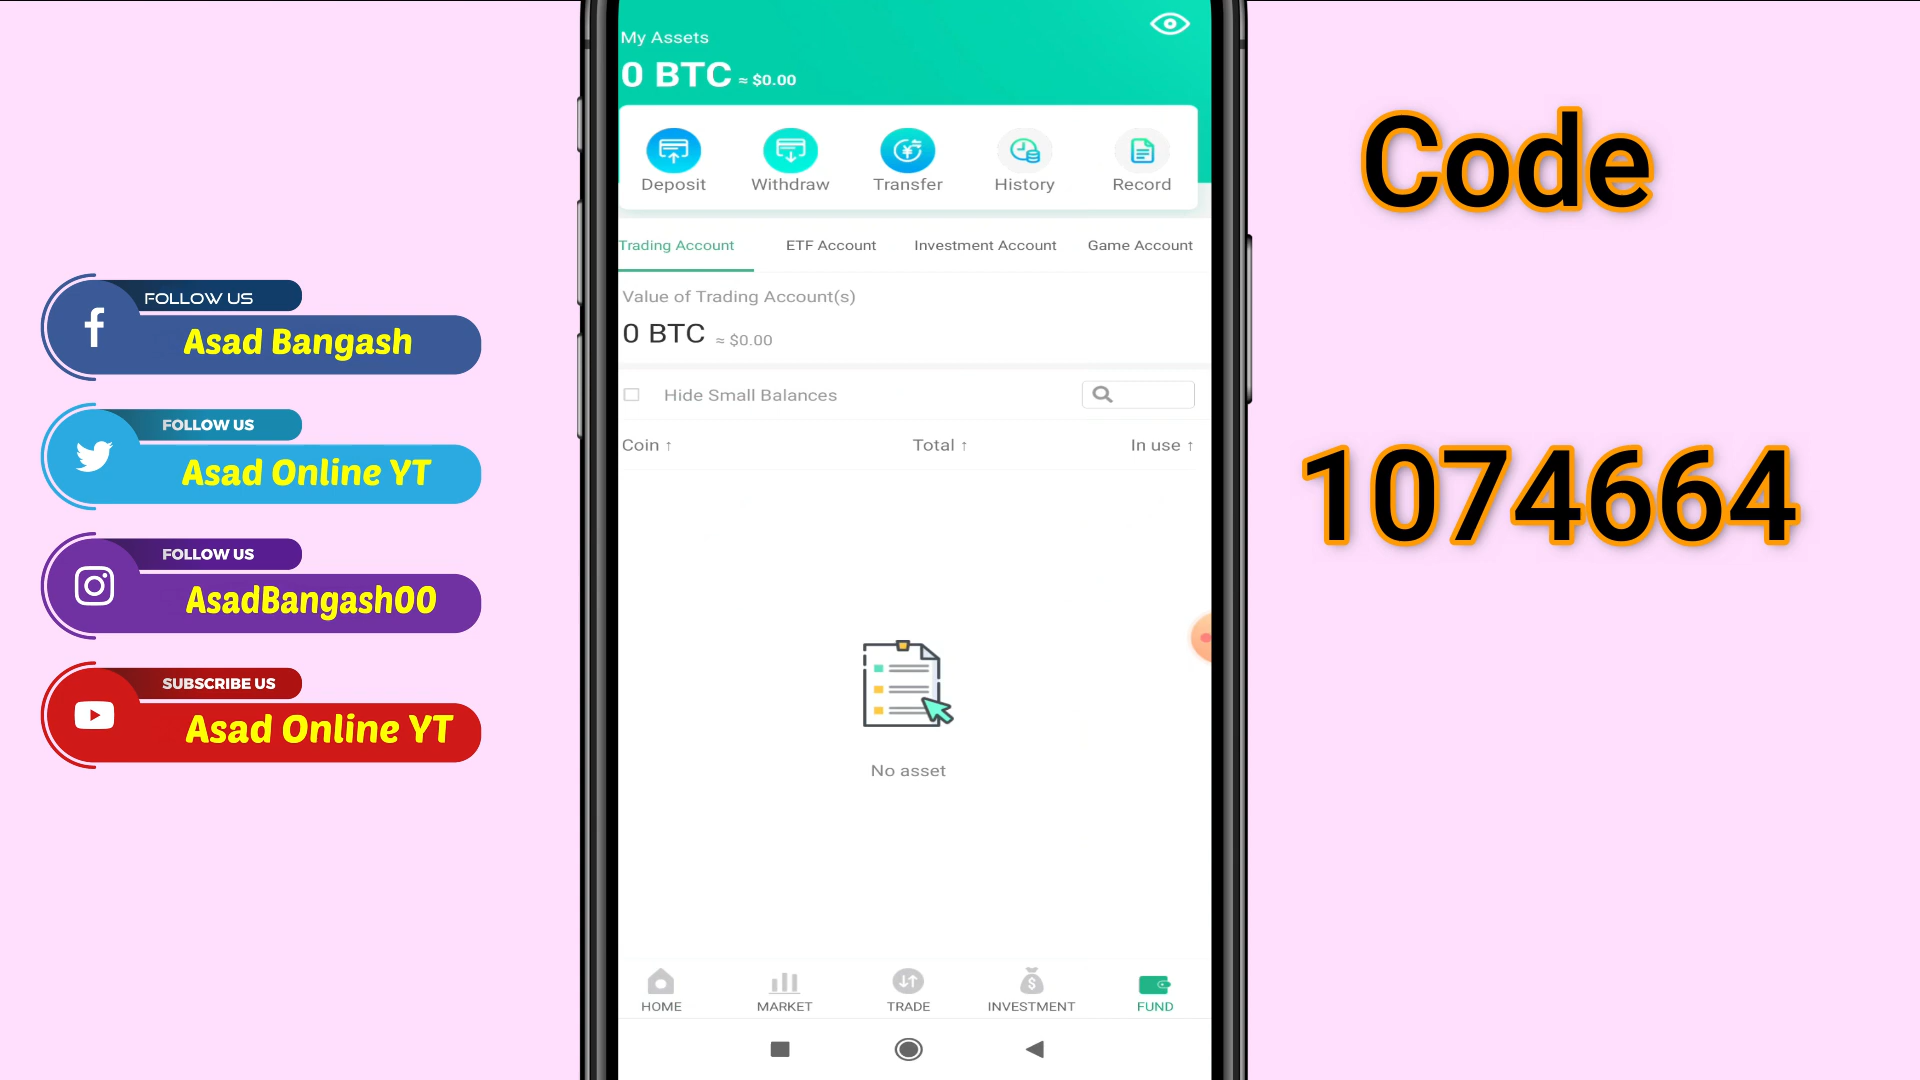 FOLLOW US
Asad Bangash
FOLLOW US
Asad Online YT
FOLLOW US
AsadBangash00
SUBSCRIBE US
Asad Online YT
My Assets
0 BTC ≈ $0.00
Deposit Withdraw Transfer History Record
Trading Account ETF Account Investment Account Game Account
Value of Trading Account(s)
0 BTC ≈ $0.00
Hide Small Balances
Coin ↑ Total ↑ In use ↑
No asset
HOME MARKET TRADE INVESTMENT FUND
Code
1074664